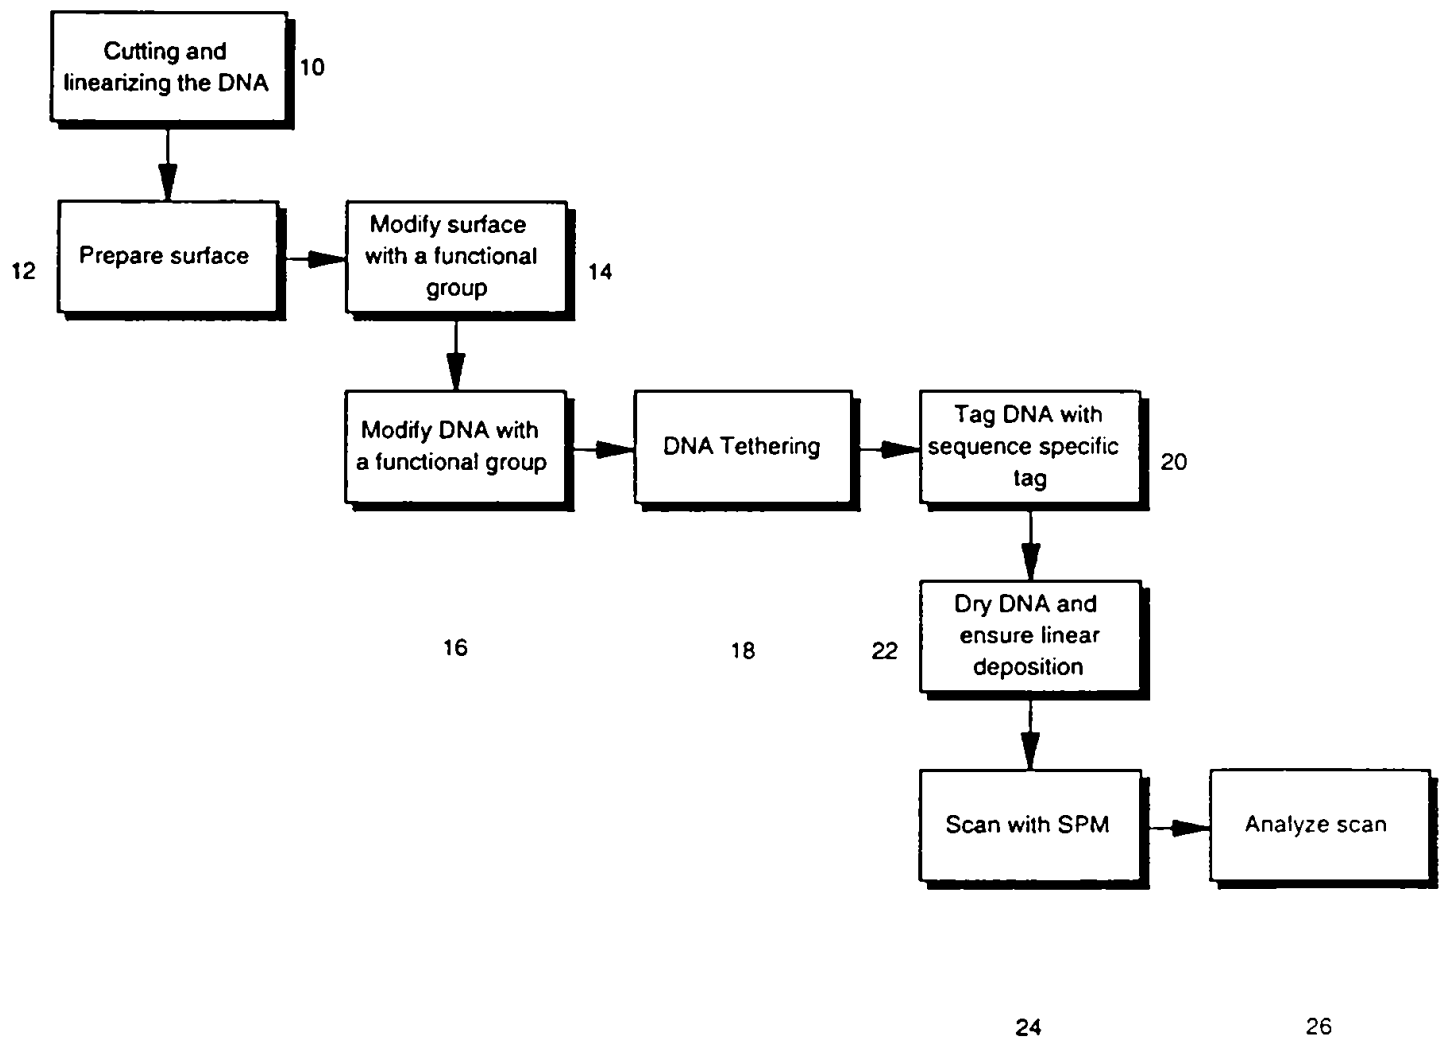 Cutting and
linearizing the DNA
10
12
Prepare surface
Modify surface
with a functional
group
14
Modify DNA with
a functional group
DNA Tethering
Tag DNA with
sequence specific
tag
20
16
18
22
Dry DNA and
ensure linear
deposition
Scan with SPM
Analyze scan
24
26